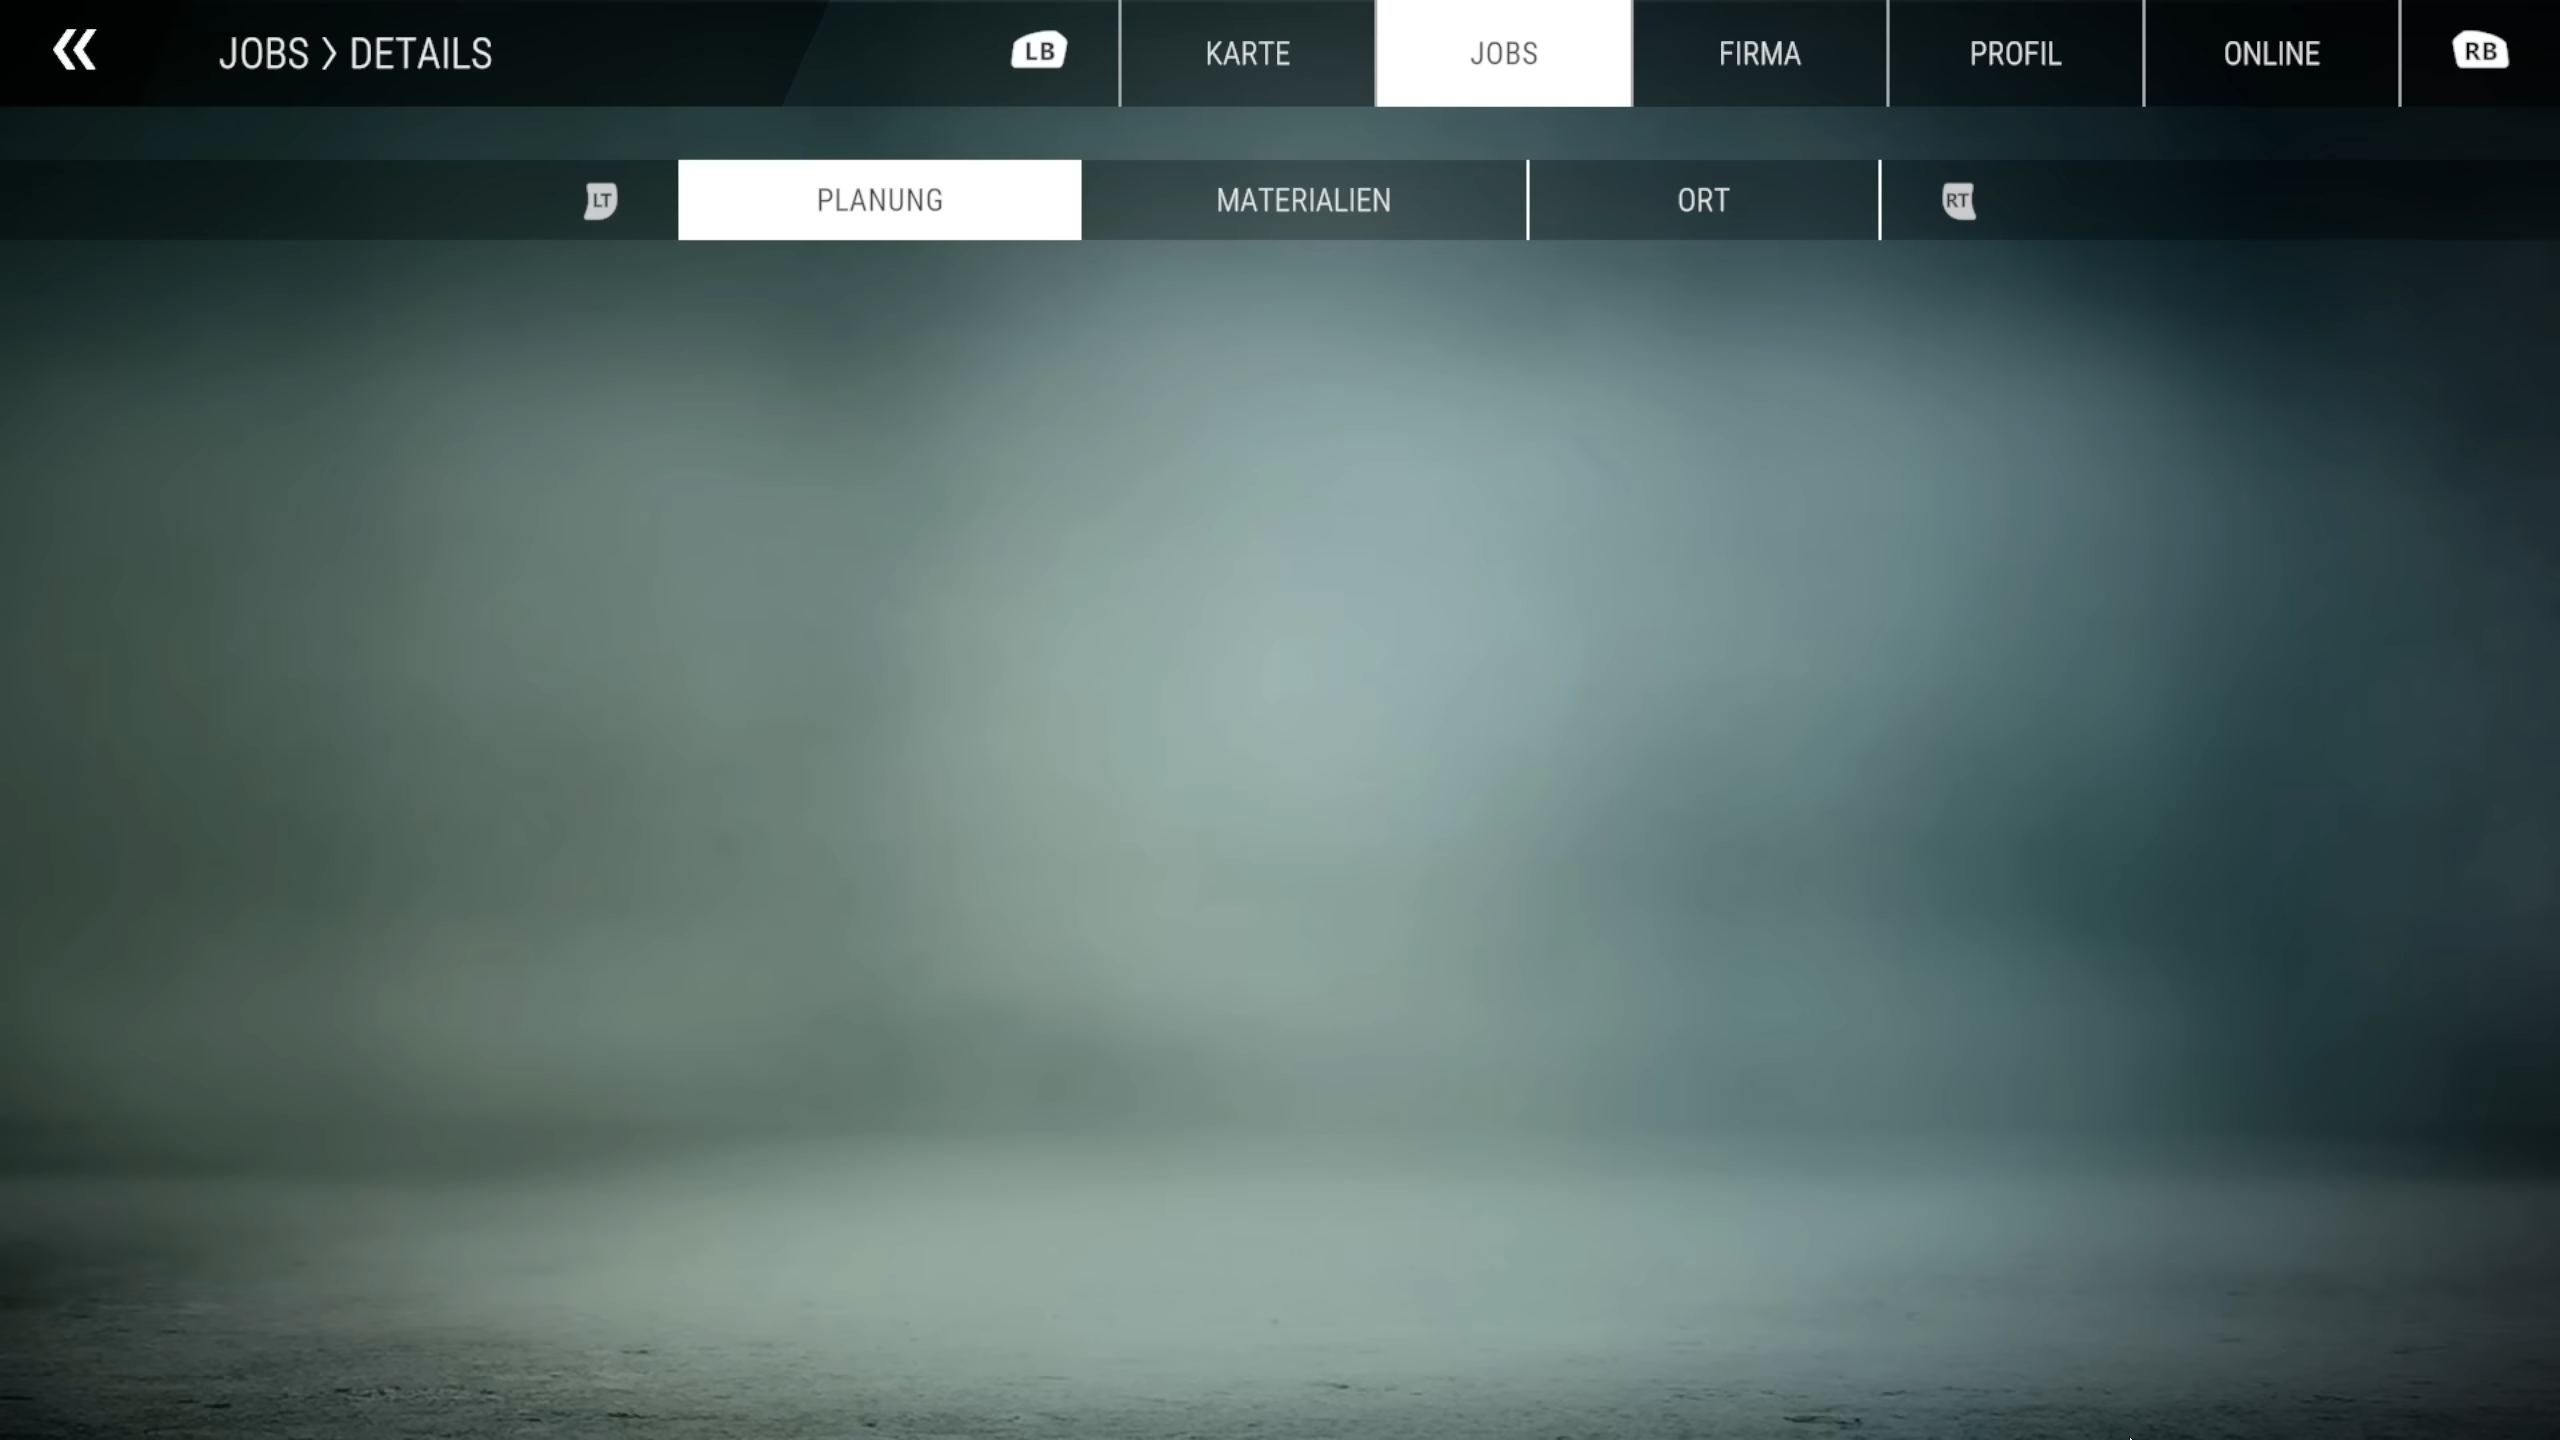 JOBS > DETAILS
LB KARTE JOBS FIRMA PROFIL ONLINE RB
LT PLANUNG MATERIALIEN ORT RT